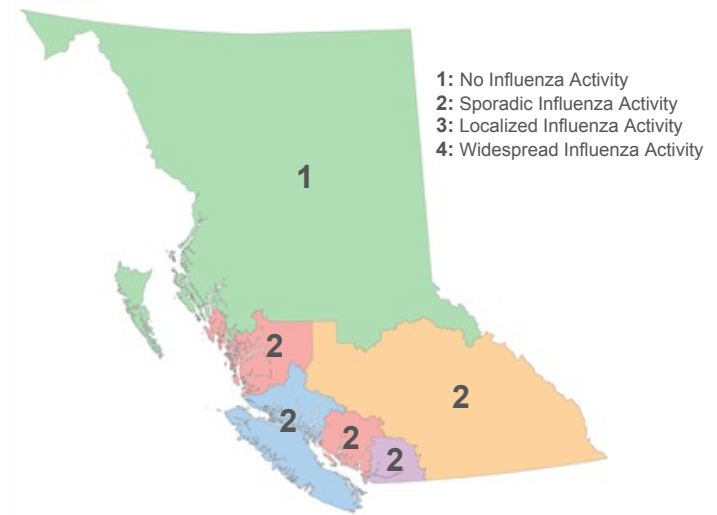 1: No Influenza Activity
2: Sporadic Influenza Activity
3: Localized Influenza Activity
4: Widespread Influenza Activity
1
2
2
2
2
2